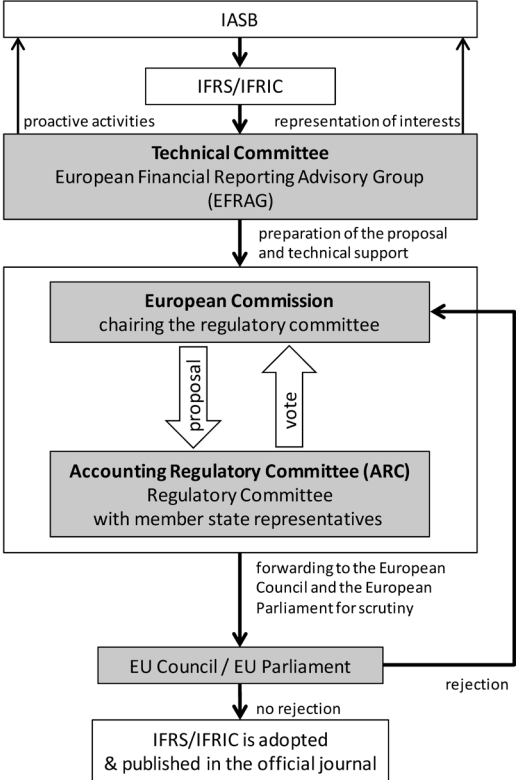 IASB
IFRS/IFRIC
proactive activities
representation of interests
Technical Committee
European Financial Reporting Advisory Group
(EFRAG)
preparation of the proposal
and technical support
European Commission
chairing the regulatory committee
proposal
vote
Accounting Regulatory Committee (ARC)
Regulatory Committee
with member state representatives
forwarding to the European
Council and the European
Parliament for scrutiny
EU Council / EU Parliament
rejection
no rejection
IFRS/IFRIC is adopted
& published in the official journal